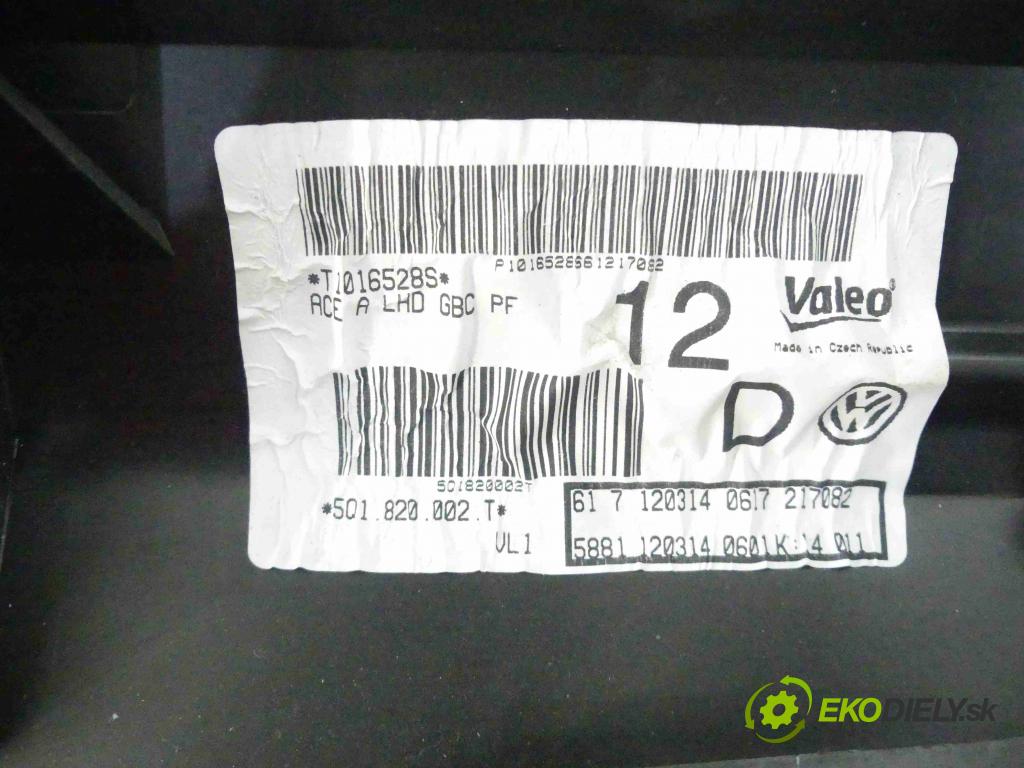 P1016528S61217082
*T1016528S*
ACE A LHD GBC PF
12
Valeo®
Made in Czech Republic
D
5Q1820002T
*5Q1.820.002.T*
VL1
61 7 120314 0617 217082
5881 120314 0601K:14 011
EKODIELY.sk